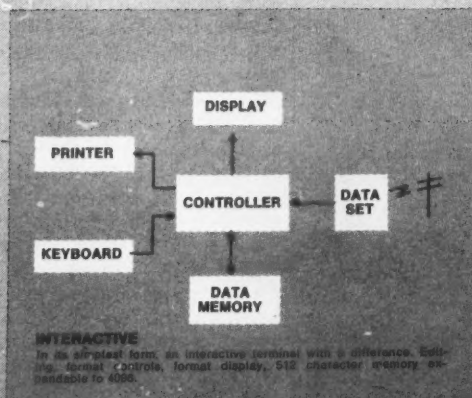 DISPLAY
PRINTER
CONTROLLER
DATA
SET
KEYBOARD
DATA
MEMORY
INTERACTIVE
In its simplest form, an interactive terminal with a difference. Edit-
ing, format controls, format display, 512 character memory ex-
pandable to 4096.